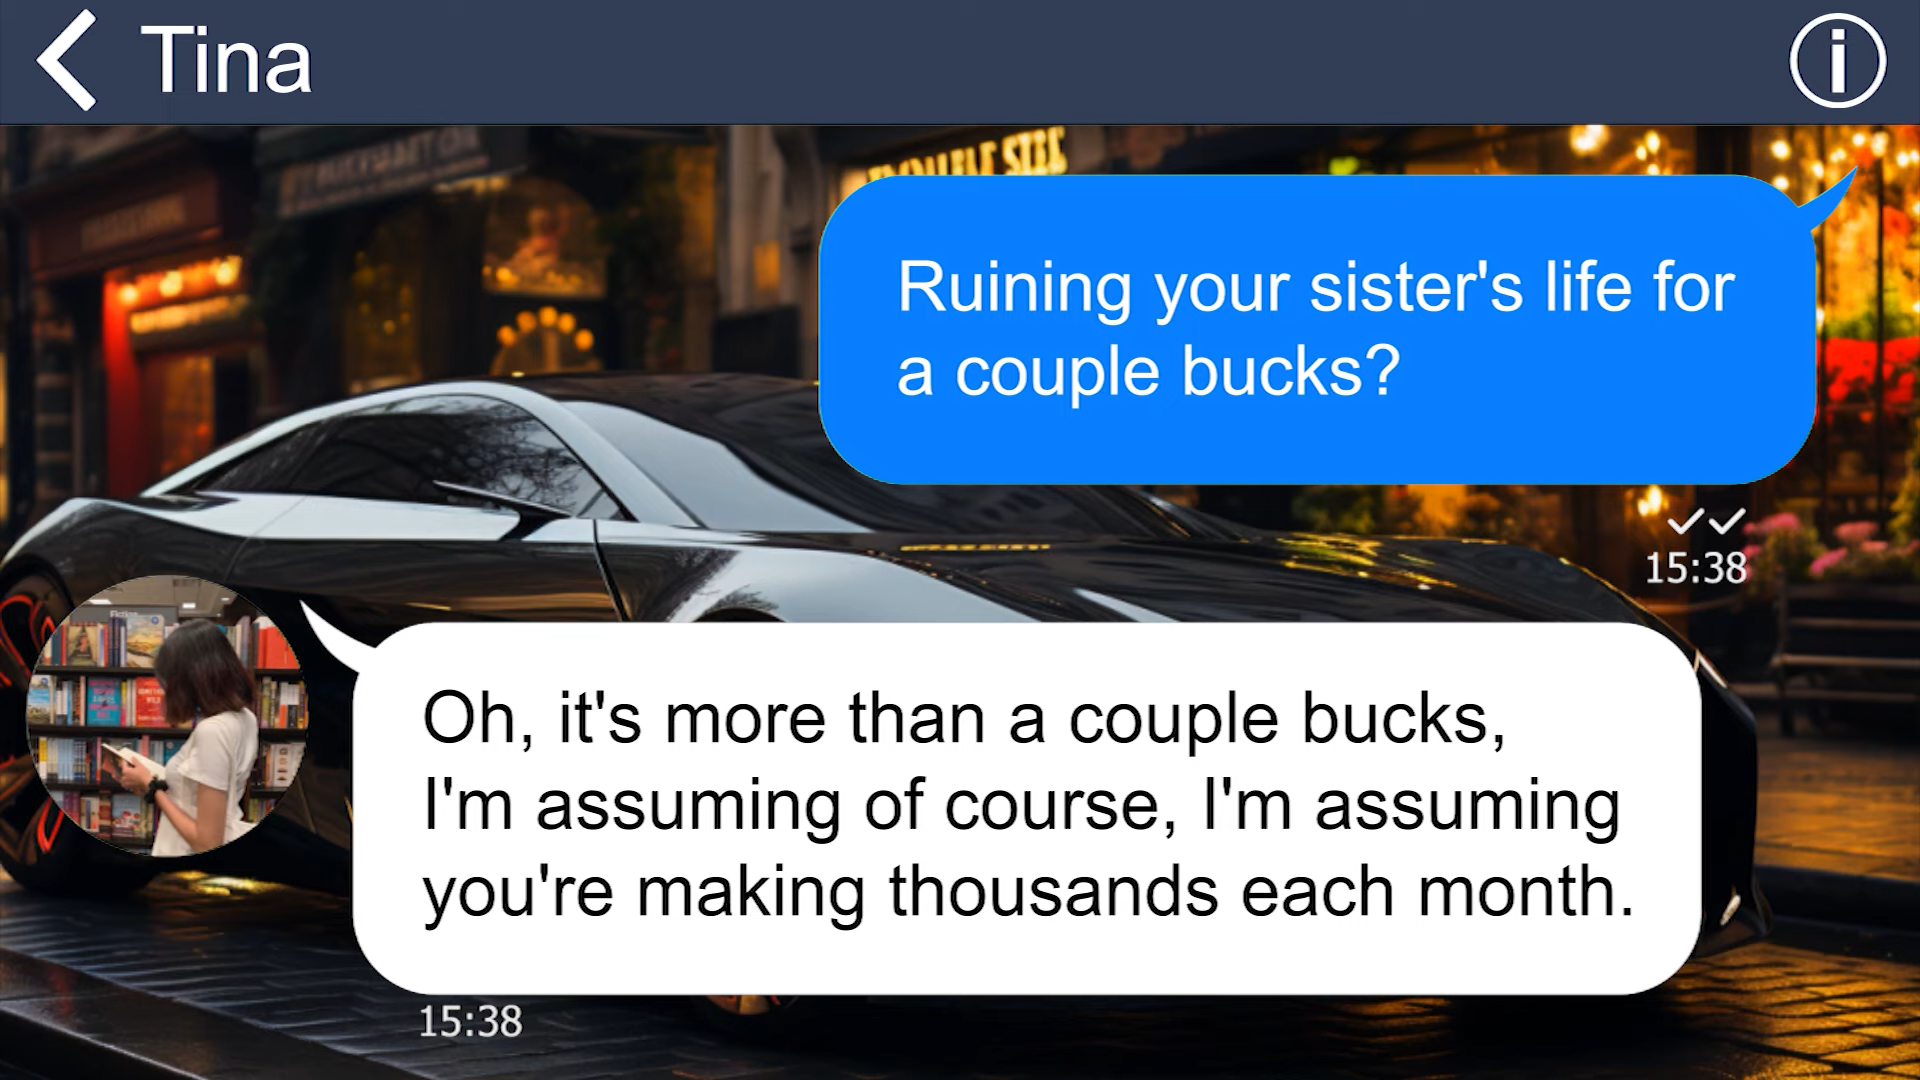 Tina
Ruining your sister's life for
a couple bucks?
15:38
Oh, it's more than a couple bucks,
I'm assuming of course, I'm assuming
you're making thousands each month.
15:38